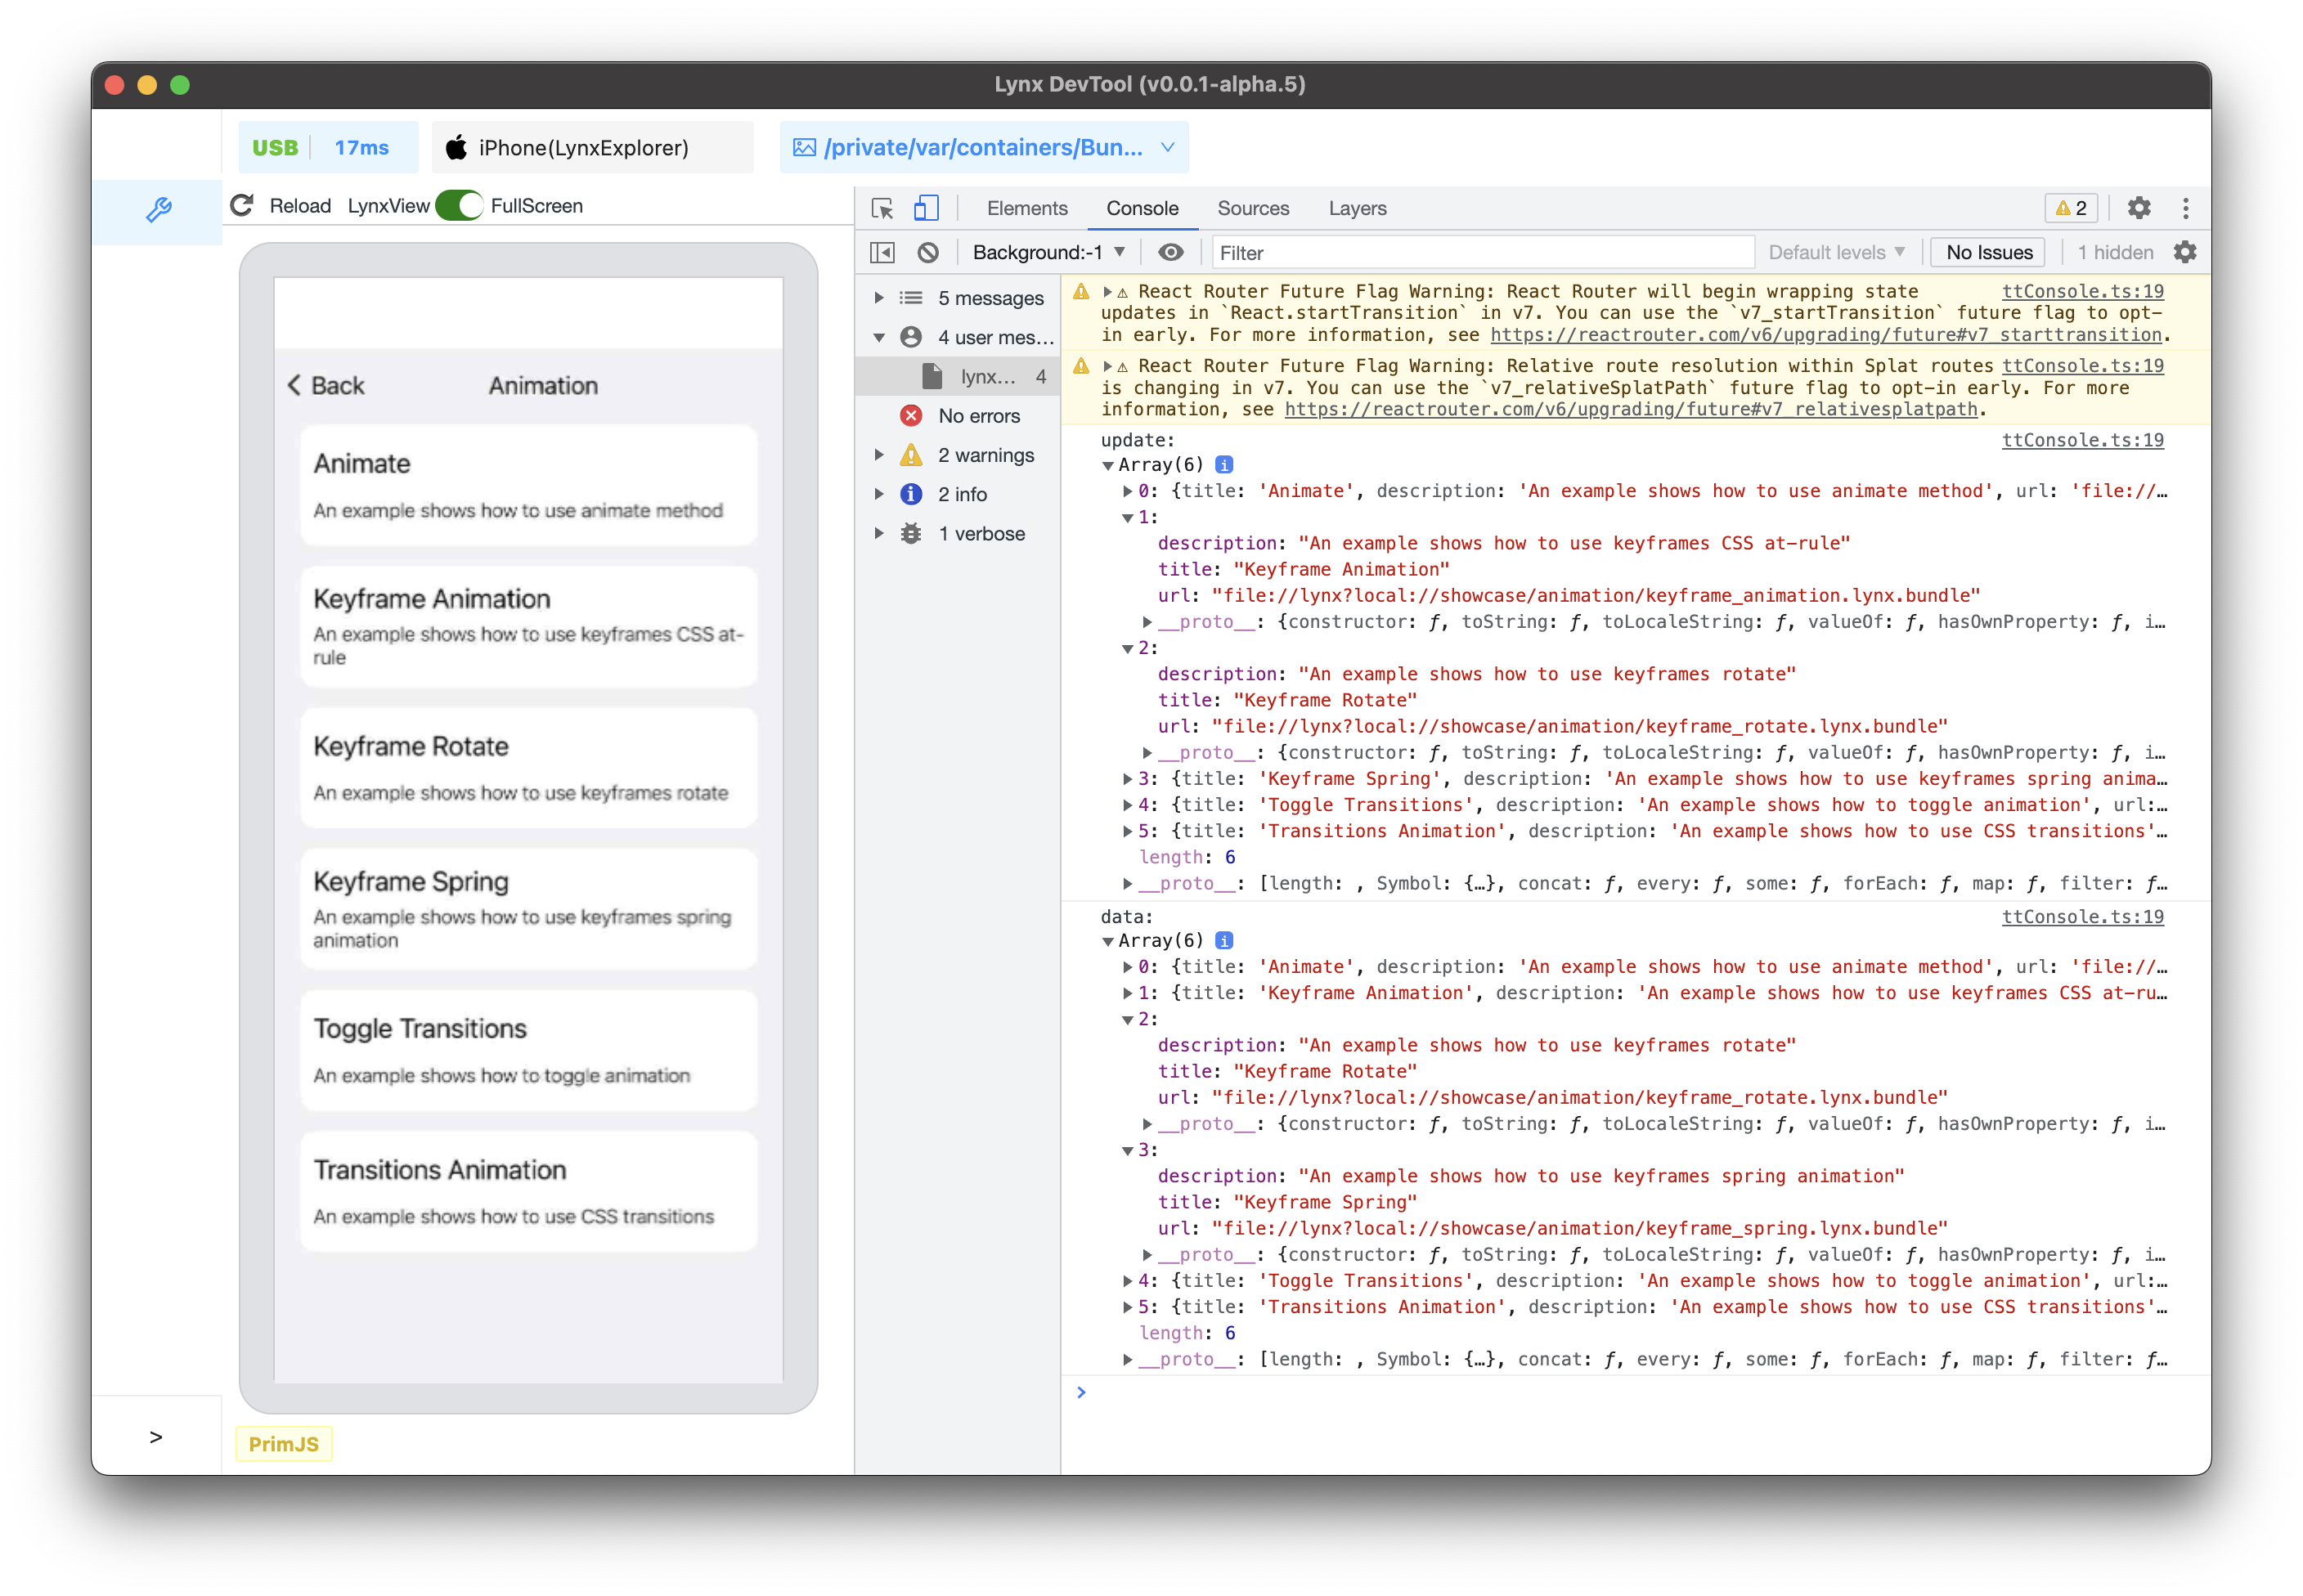 Lynx DevTool (v0.0.1-alpha.5)
USB 17ms iPhone(LynxExplorer) /private/var/containers/Bun...
Reload LynxView FullScreen
Back Animation
Animate
An example shows how to use animate method
Keyframe Animation
An example shows how to use keyframes CSS at-
rule
Keyframe Rotate
An example shows how to use keyframes rotate
Keyframe Spring
An example shows how to use keyframes spring
animation
Toggle Transitions
An example shows how to toggle animation
Transitions Animation
An example shows how to use CSS transitions
>
PrimJS
Elements Console Sources Layers 2
Background:-1 Filter Default levels No Issues 1 hidden
5 messages
4 user mes…
lynx… 4
No errors
2 warnings
2 info
1 verbose
⚠ React Router Future Flag Warning: React Router will begin wrapping state ttConsole.ts:19
updates in `React.startTransition` in v7. You can use the `v7_startTransition` future flag to opt-
in early. For more information, see https://reactrouter.com/v6/upgrading/future#v7_starttransition.
⚠ React Router Future Flag Warning: Relative route resolution within Splat routes ttConsole.ts:19
is changing in v7. You can use the `v7_relativeSplatPath` future flag to opt-in early. For more
information, see https://reactrouter.com/v6/upgrading/future#v7_relativesplatpath.
update: ttConsole.ts:19
Array(6) i
0: {title: 'Animate', description: 'An example shows how to use animate method', url: 'file://…
1:
description: "An example shows how to use keyframes CSS at-rule"
title: "Keyframe Animation"
url: "file://lynx?local://showcase/animation/keyframe_animation.lynx.bundle"
__proto__: {constructor: ƒ, toString: ƒ, toLocaleString: ƒ, valueOf: ƒ, hasOwnProperty: ƒ, i…
2:
description: "An example shows how to use keyframes rotate"
title: "Keyframe Rotate"
url: "file://lynx?local://showcase/animation/keyframe_rotate.lynx.bundle"
__proto__: {constructor: ƒ, toString: ƒ, toLocaleString: ƒ, valueOf: ƒ, hasOwnProperty: ƒ, i…
3: {title: 'Keyframe Spring', description: 'An example shows how to use keyframes spring anima…
4: {title: 'Toggle Transitions', description: 'An example shows how to toggle animation', url:…
5: {title: 'Transitions Animation', description: 'An example shows how to use CSS transitions'…
length: 6
__proto__: [length: , Symbol: {…}, concat: ƒ, every: ƒ, some: ƒ, forEach: ƒ, map: ƒ, filter: ƒ…
data: ttConsole.ts:19
Array(6) i
0: {title: 'Animate', description: 'An example shows how to use animate method', url: 'file://…
1: {title: 'Keyframe Animation', description: 'An example shows how to use keyframes CSS at-ru…
2:
description: "An example shows how to use keyframes rotate"
title: "Keyframe Rotate"
url: "file://lynx?local://showcase/animation/keyframe_rotate.lynx.bundle"
__proto__: {constructor: ƒ, toString: ƒ, toLocaleString: ƒ, valueOf: ƒ, hasOwnProperty: ƒ, i…
3:
description: "An example shows how to use keyframes spring animation"
title: "Keyframe Spring"
url: "file://lynx?local://showcase/animation/keyframe_spring.lynx.bundle"
__proto__: {constructor: ƒ, toString: ƒ, toLocaleString: ƒ, valueOf: ƒ, hasOwnProperty: ƒ, i…
4: {title: 'Toggle Transitions', description: 'An example shows how to toggle animation', url:…
5: {title: 'Transitions Animation', description: 'An example shows how to use CSS transitions'…
length: 6
__proto__: [length: , Symbol: {…}, concat: ƒ, every: ƒ, some: ƒ, forEach: ƒ, map: ƒ, filter: ƒ…